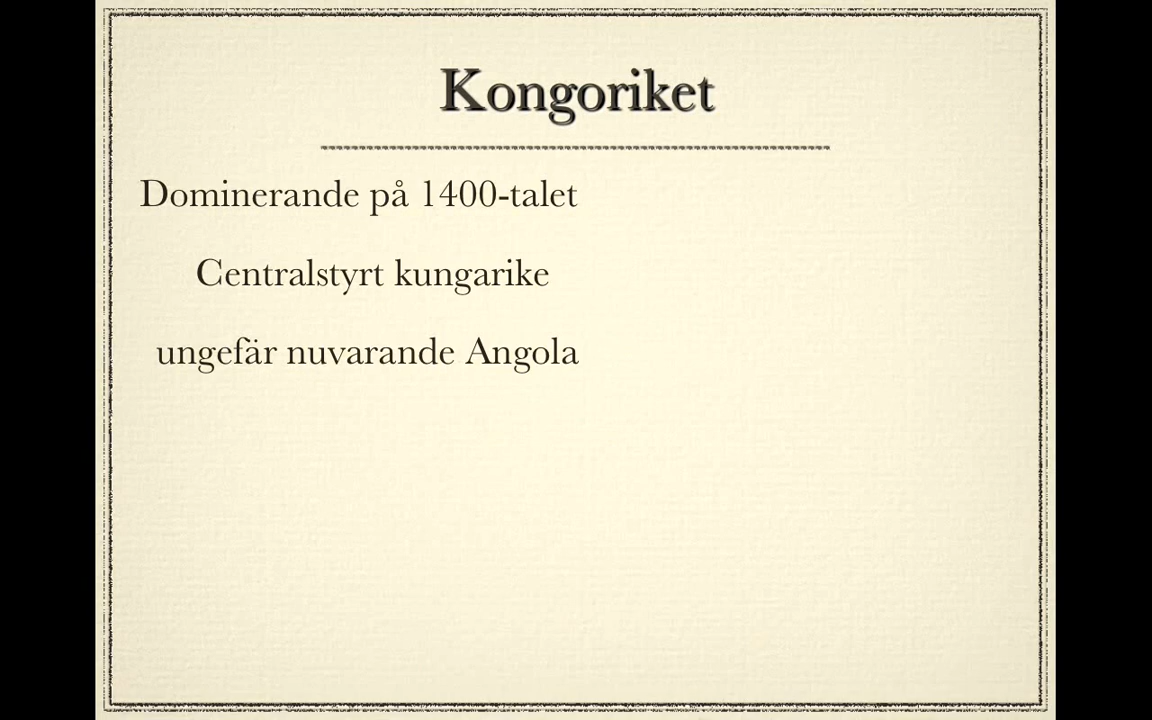 Kongoriket
Dominerande på 1400-talet
Centralstyrt kungarike
ungefär nuvarande Angola